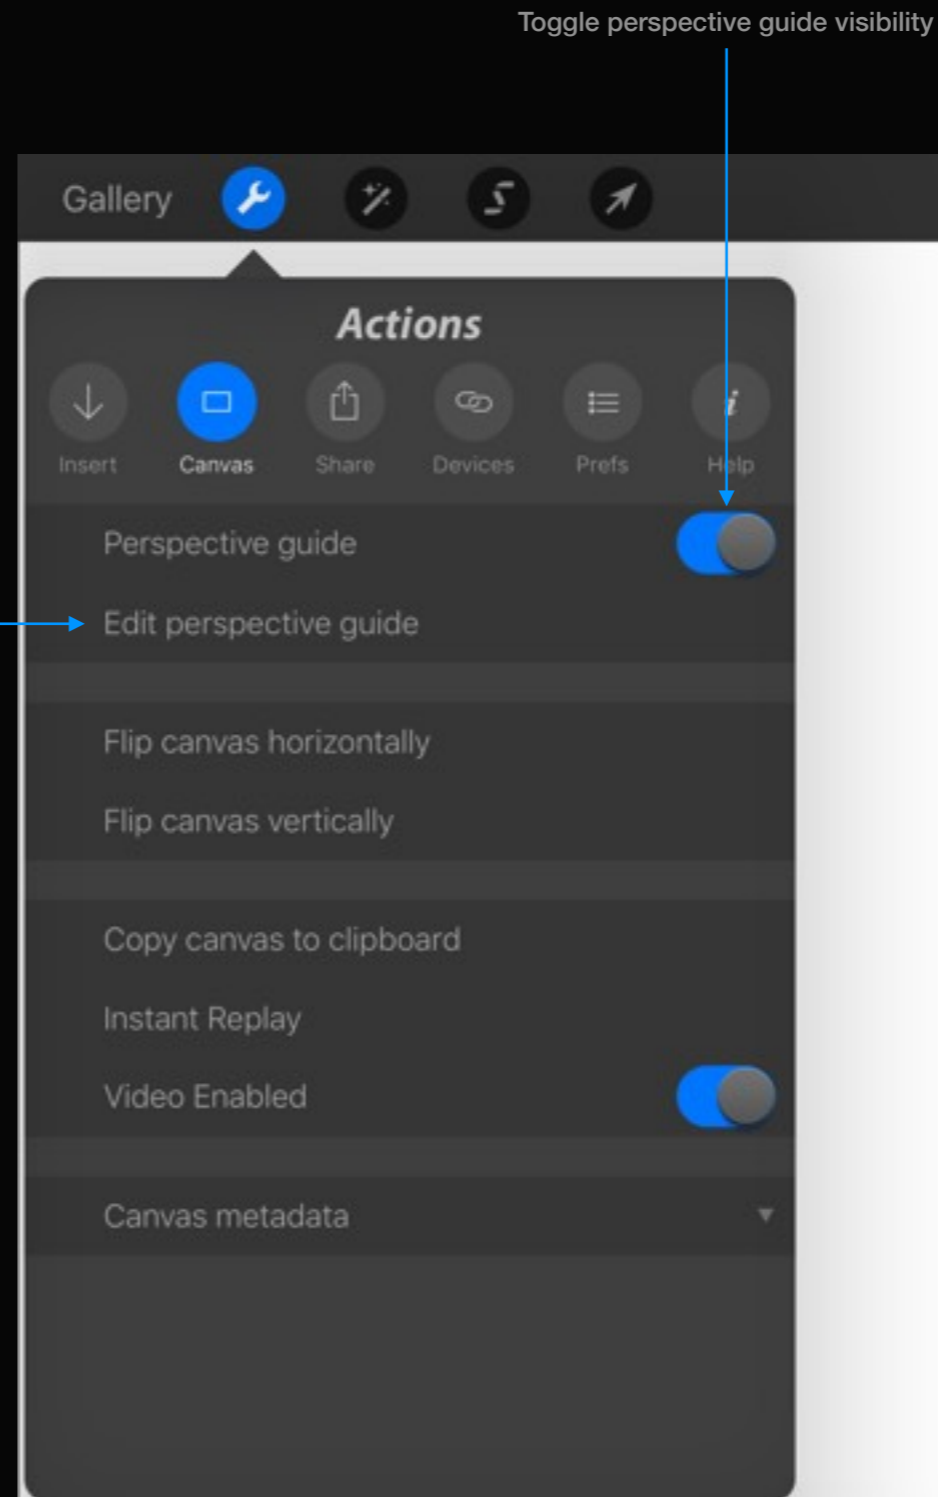 Toggle perspective guide visibility
Gallery
Actions
Insert Canvas Share Devices Prefs Help
Perspective guide
Edit perspective guide
Flip canvas horizontally
Flip canvas vertically
Copy canvas to clipboard
Instant Replay
Video Enabled
Canvas metadata